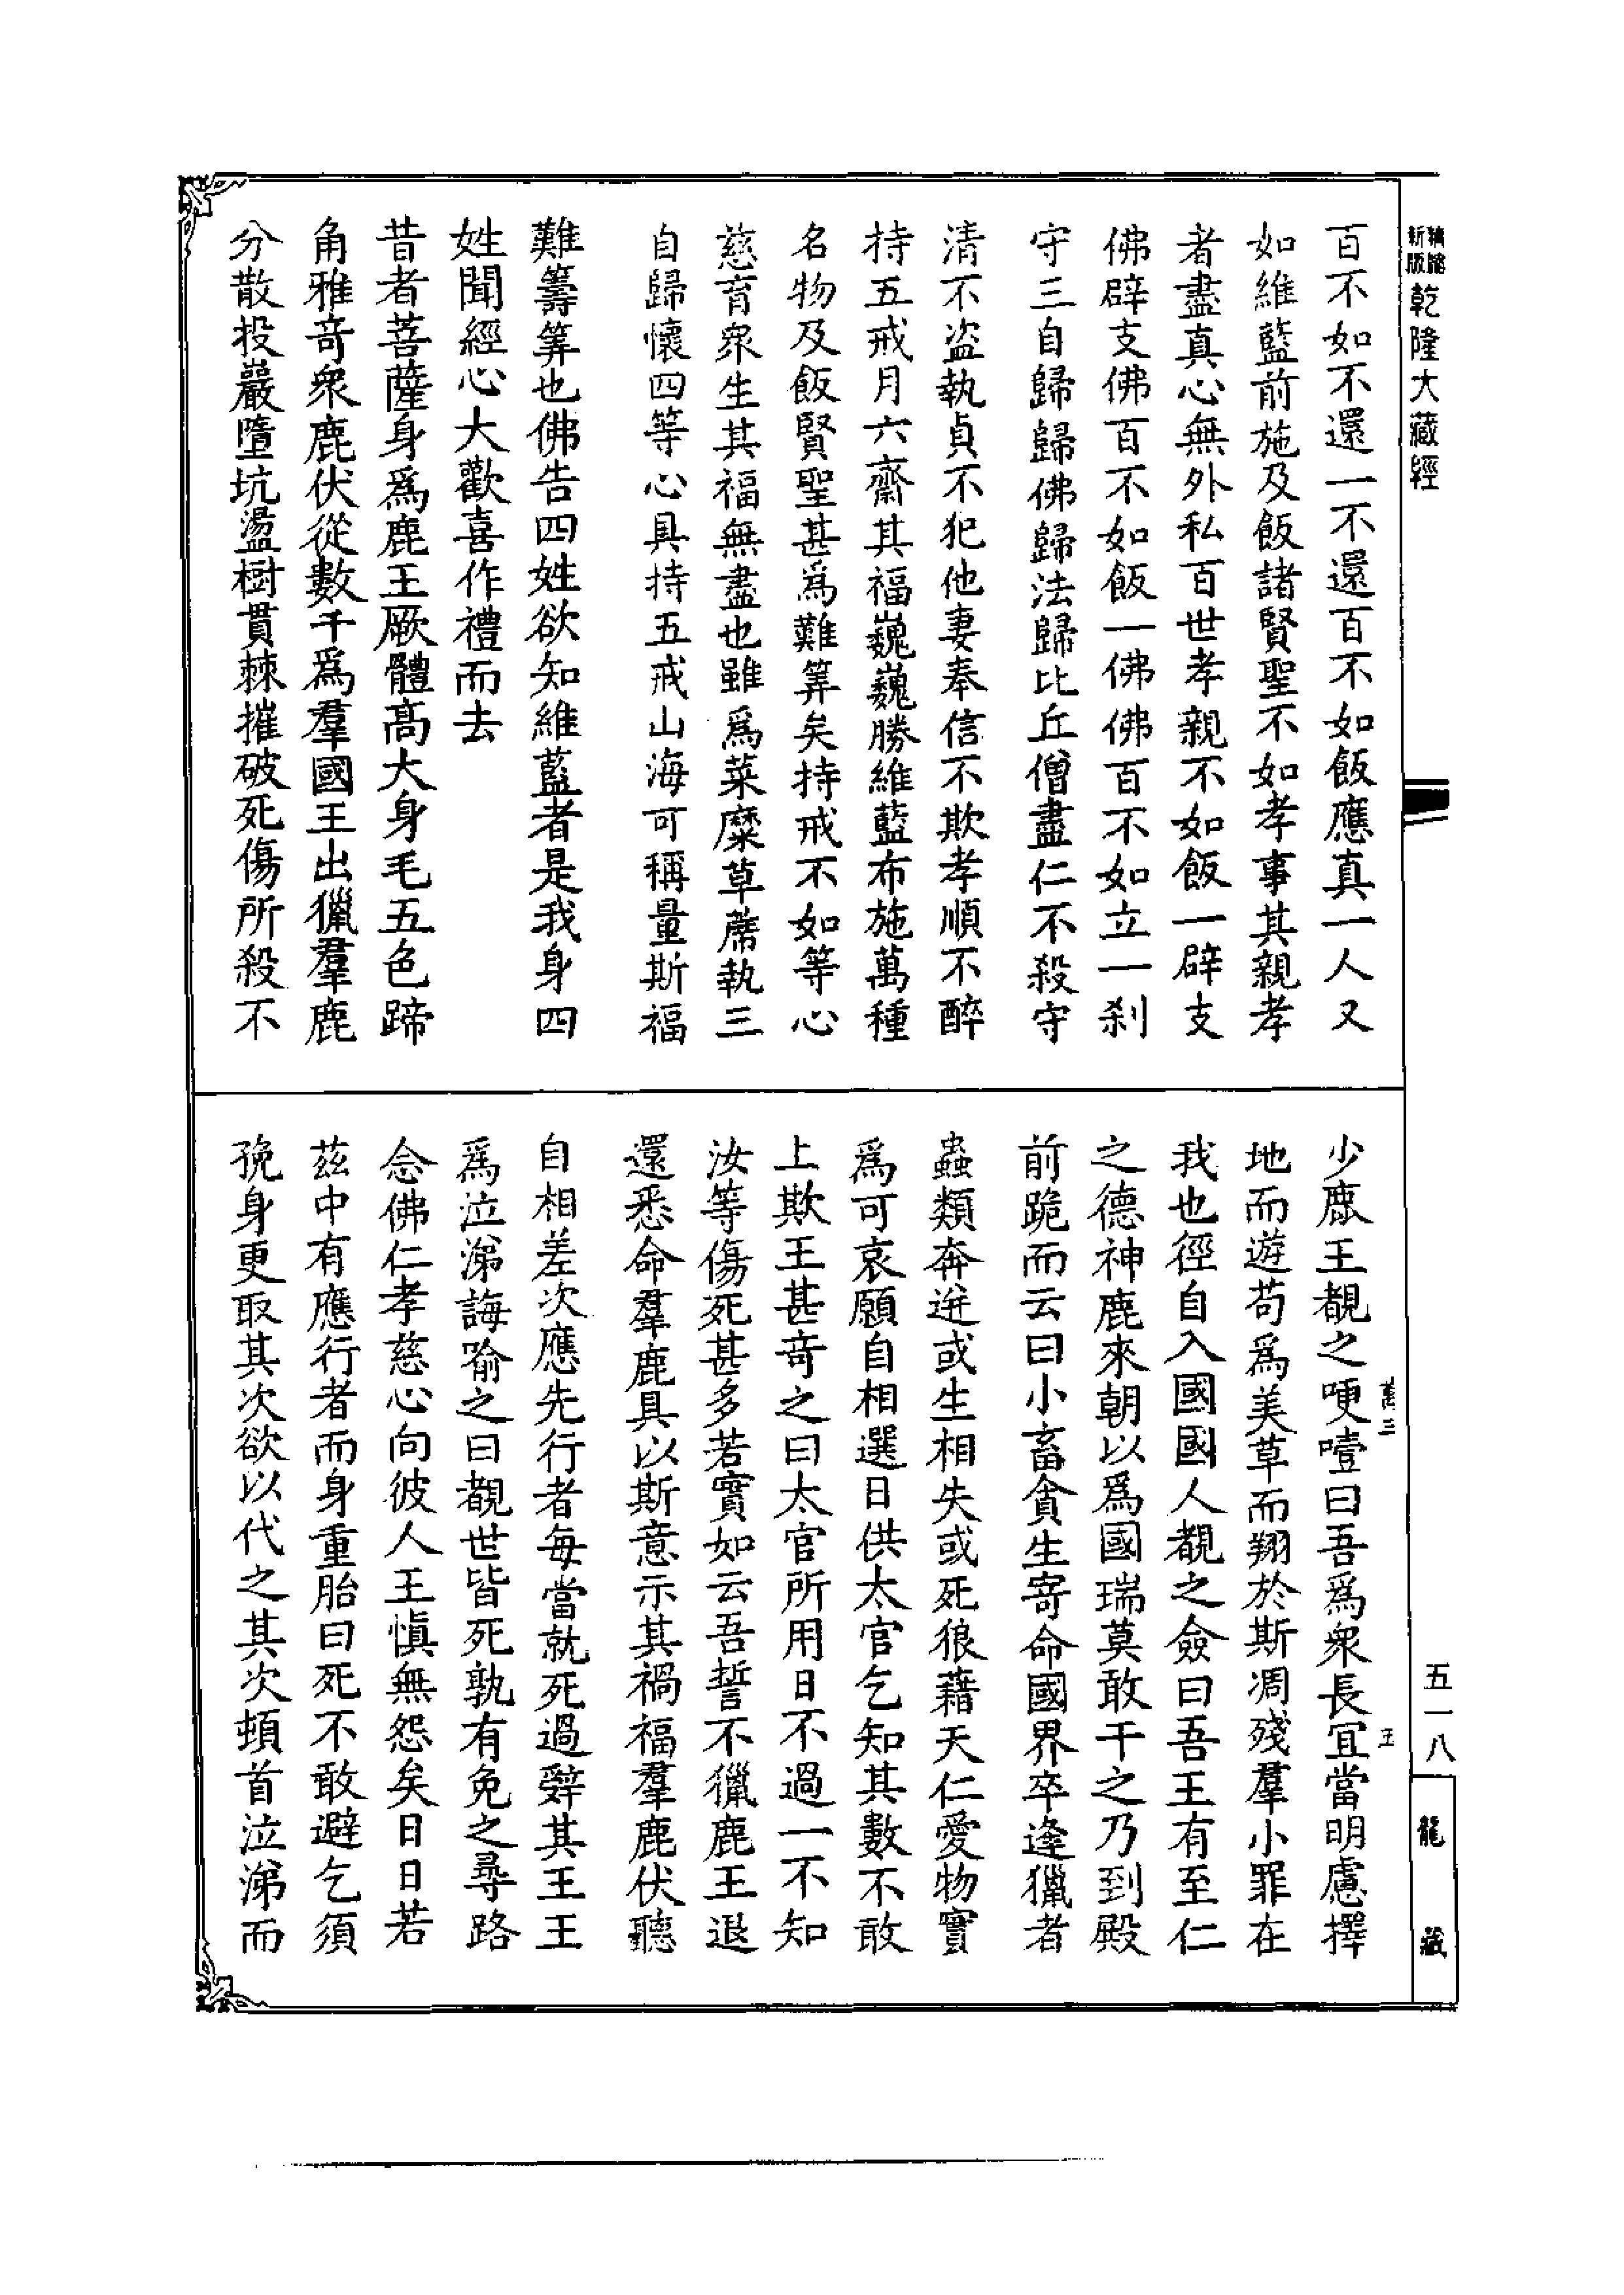 精縮
新版
乾隆大藏經
百不如不還一不還百不如飯應真一人又
如維藍前施及飯諸賢聖不如孝事其親孝
者盡真心無外私百世孝親不如飯一辟支
佛辟支佛百不如飯一佛佛百不如立一刹
守三自歸歸佛歸法歸比丘僧盡仁不殺守
清不盜執貞不犯他妻奉信不欺孝順不醉
持五戒月六齋其福巍巍勝維藍布施萬種
名物及飯賢聖甚爲難筭矣持戒不如等心
慈育衆生其福無盡也雖爲菜糜草蓆執三
自歸懷四等心具持五戒山海可稱量斯福
難籌筭也佛告四姓欲知維藍者是我身四
姓聞經心大歡喜作禮而去
昔者菩薩身爲鹿王厥體高大身毛五色蹄
角雅奇衆鹿伏從數千爲羣國王出獵羣鹿
分散投巖墮坑盪樹貫棘摧破死傷所殺不
少鹿王覩之哽噎曰吾爲衆長宜當明慮擇
地而遊苟爲美草而翔於斯凋殘羣小罪在
我也徑自入國國人覩之僉曰吾王有至仁
之德神鹿來朝以爲國瑞莫敢干之乃到殿
前跪而云曰小畜貪生寄命國界卒逢獵者
蟲類奔迸或生相失或死狼藉天仁愛物實
爲可哀願自相選日供太官乞知其數不敢
上欺王甚奇之曰太官所用日不過一不知
汝等傷死甚多若實如云吾誓不獵鹿王退
還悉命羣鹿具以斯意示其禍福羣鹿伏聽
自相差次應先行者每當就死過辭其王王
爲泣涕誨喻之曰覩世皆死孰有免之尋路
念佛仁孝慈心向彼人王慎無怨矣日日若
茲中有應行者而身重胎曰死不敢避乞須
㝃身更取其次欲以代之其次頓首泣涕而
萬三
五
五一八
龍藏